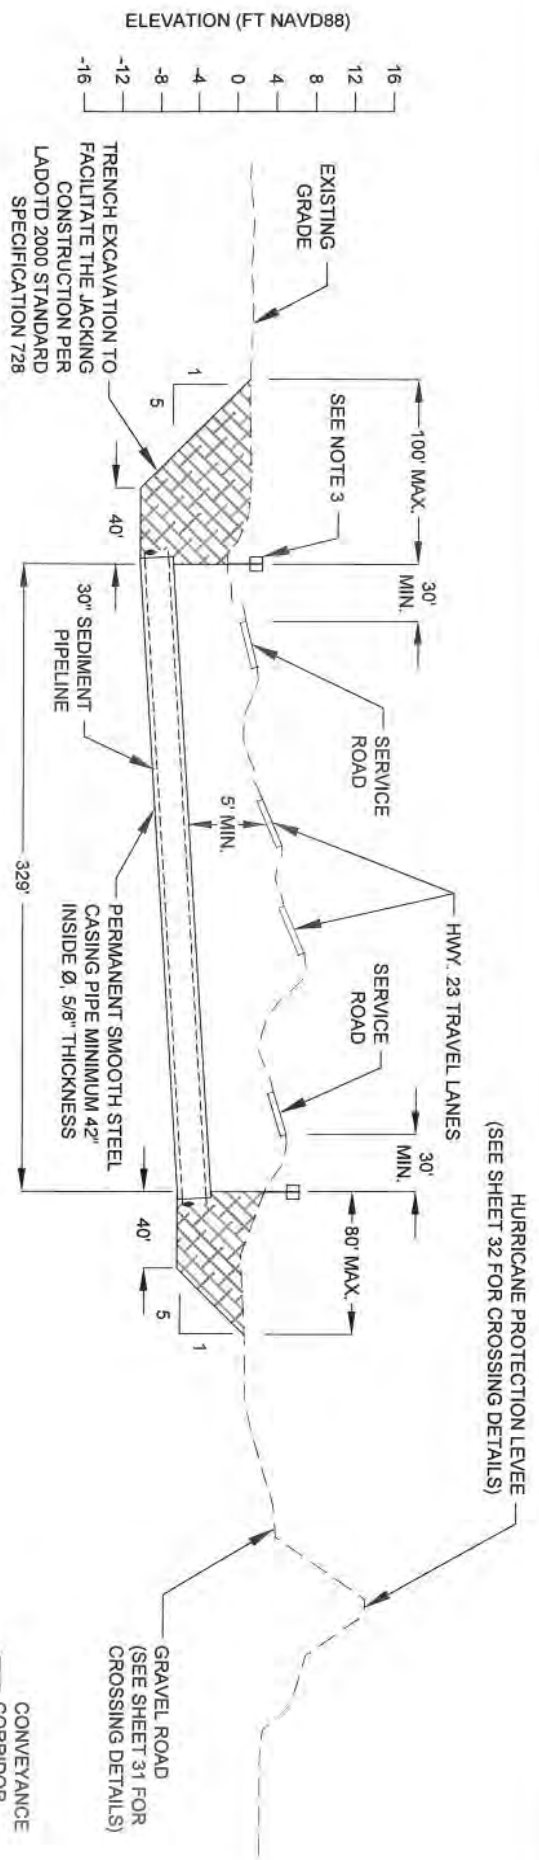 ELEVATION (FT NAVD88)
16
12
8
4
0
-4
-8
-12
-16
EXISTING
GRADE
TRENCH EXCAVATION TO
FACILITATE THE JACKING
CONSTRUCTION PER
LADOTD 2000 STANDARD
SPECIFICATION 728
1
5
100' MAX.
SEE NOTE 3
40'
30'
MIN.
SERVICE
ROAD
30" SEDIMENT
PIPELINE
5' MIN.
HWY. 23 TRAVEL LANES
329'
PERMANENT SMOOTH STEEL
CASING PIPE MINIMUM 42"
INSIDE Ø, 5/8" THICKNESS
SERVICE
ROAD
30'
MIN.
80' MAX.
40'
5
1
HURRICANE PROTECTION LEVEE
(SEE SHEET 32 FOR CROSSING DETAILS)
GRAVEL ROAD
(SEE SHEET 31 FOR
CROSSING DETAILS)
CONVEYANCE
CORRIDOR